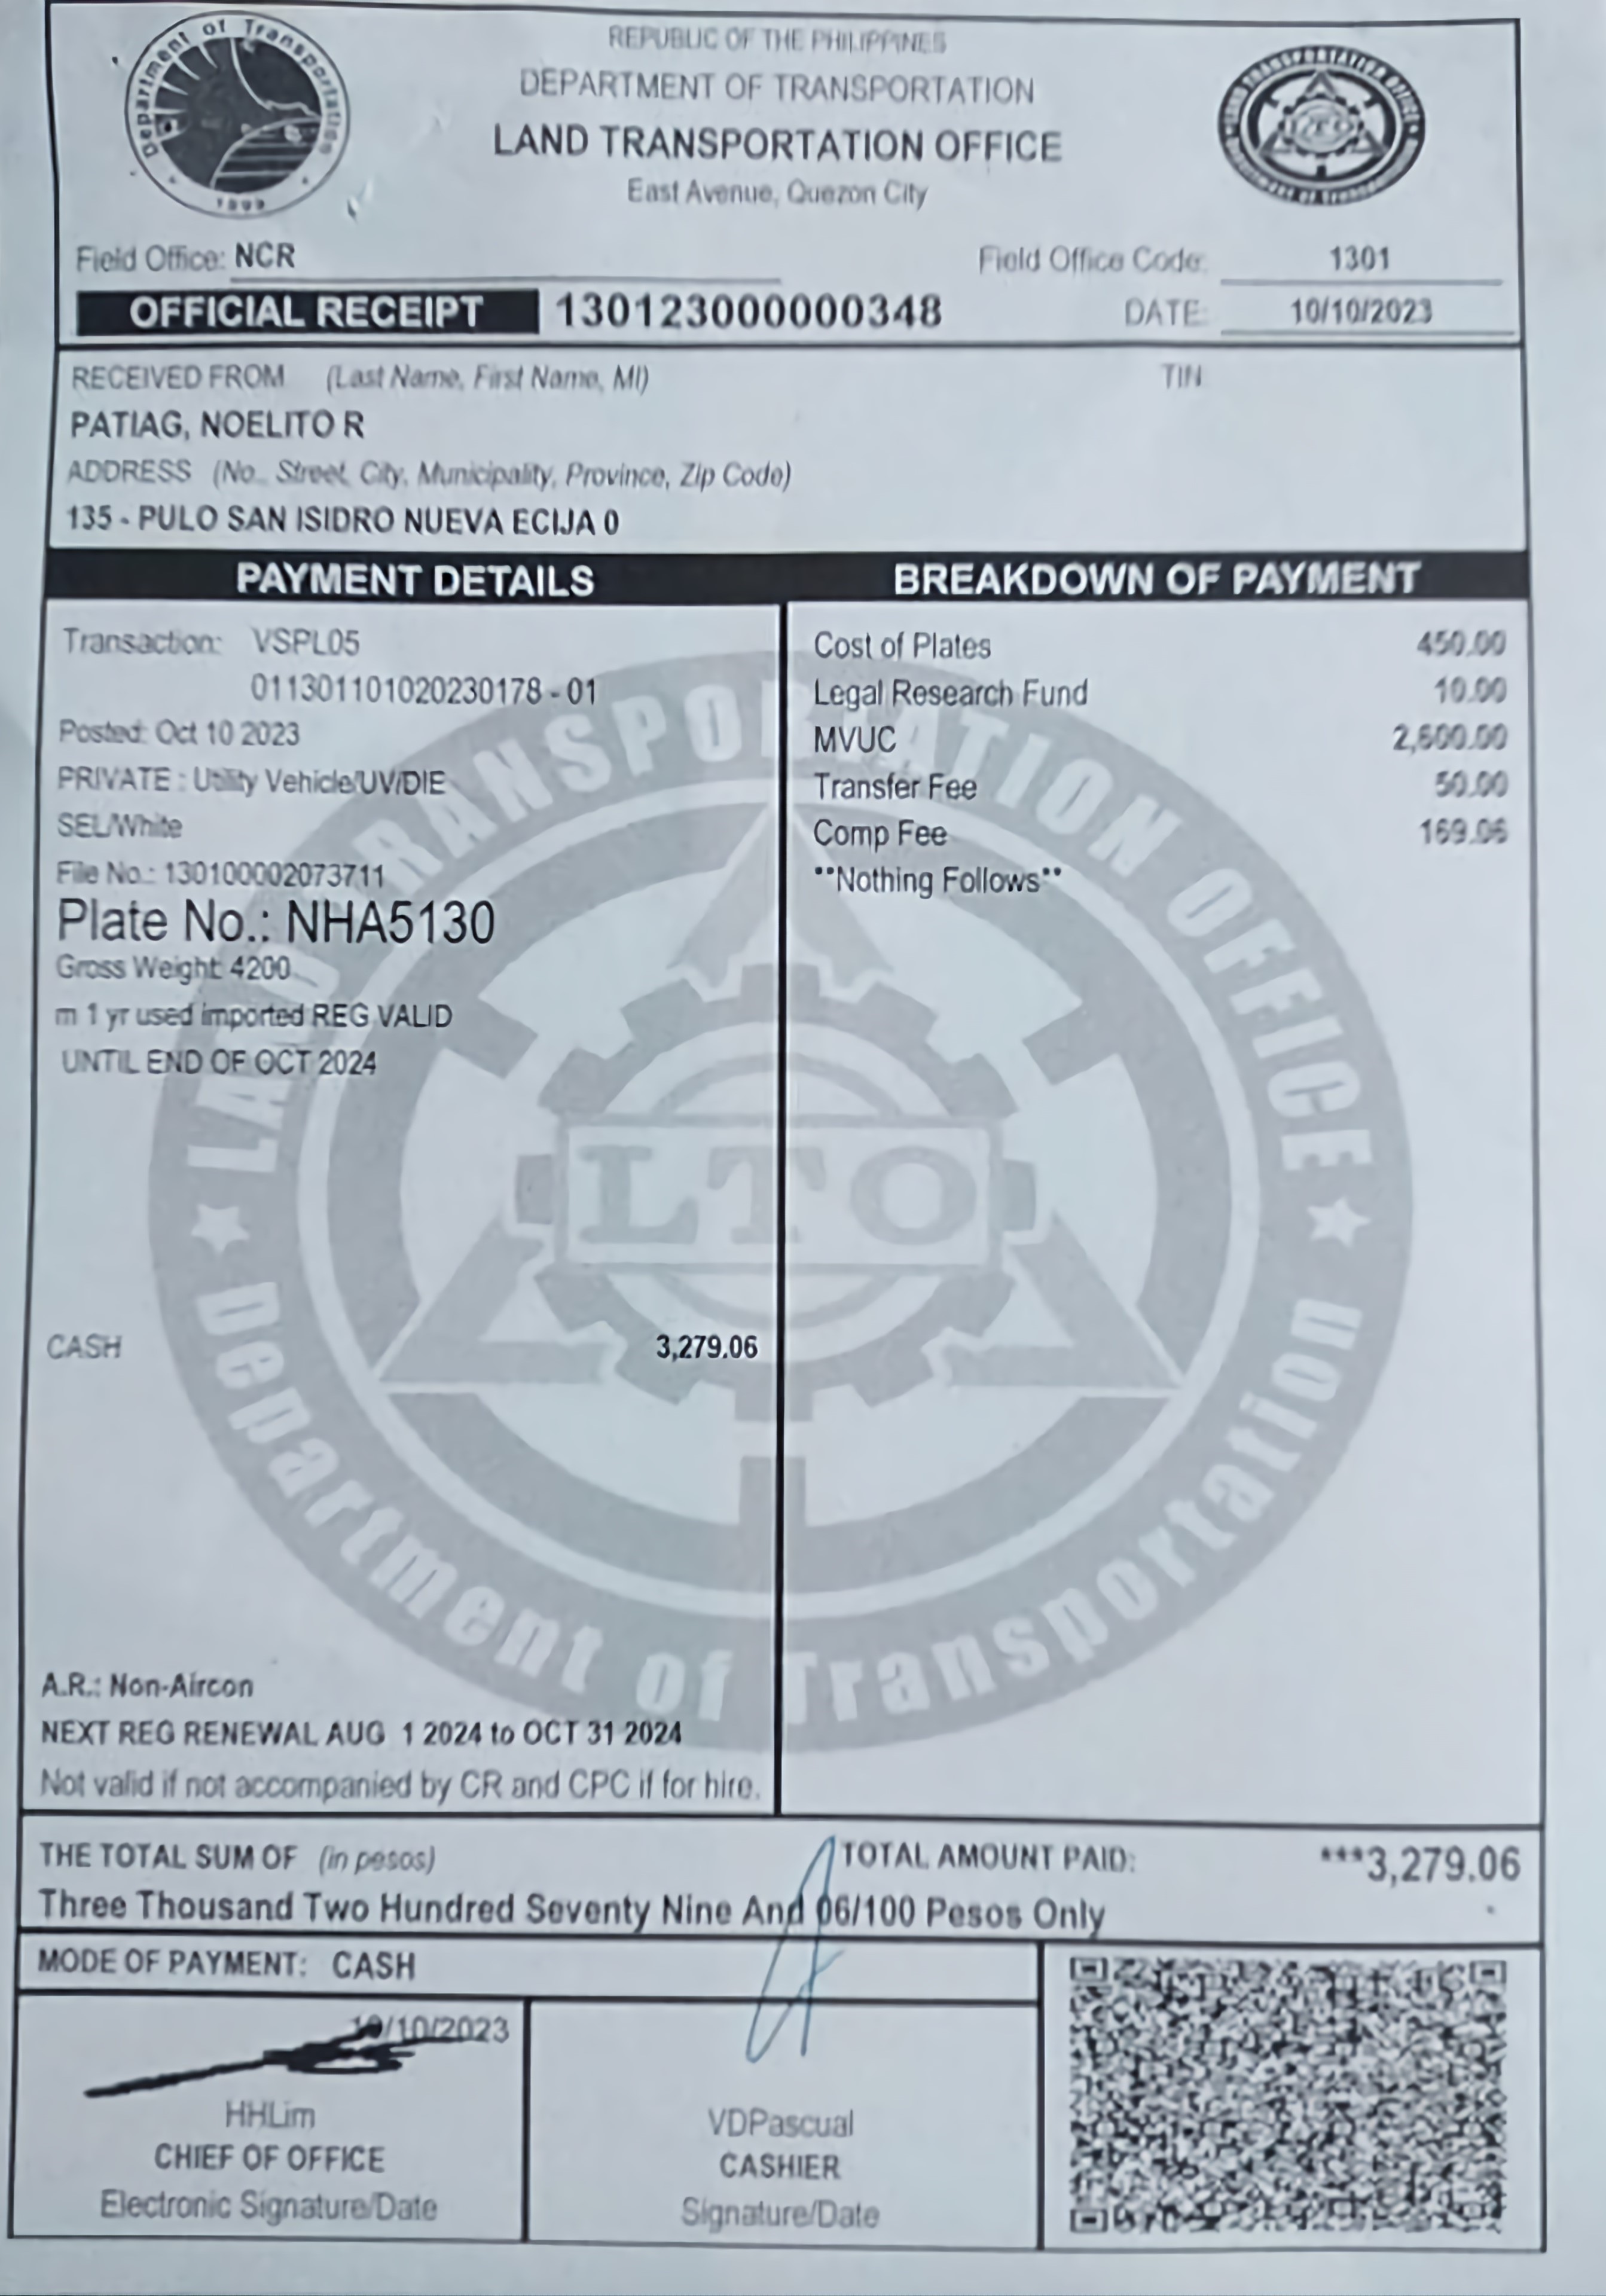 Department of Transportation
1899
REPUBLIC OF THE PHILIPPINES
DEPARTMENT OF TRANSPORTATION
LAND TRANSPORTATION OFFICE
East Avenue, Quezon City
LAND TRANSPORTATION OFFICE
LTO
Department of Transportation
Field Office: NCR
Field Office Code: 1301
OFFICIAL RECEIPT 130123000000348
DATE: 10/10/2023
RECEIVED FROM (Last Name, First Name, MI)
TIN
PATIAG, NOELITO R
ADDRESS (No., Street, City, Municipality, Province, Zip Code)
135 - PULO SAN ISIDRO NUEVA ECIJA 0
PAYMENT DETAILS
Transaction: VSPL05
011301101020230178 - 01
Posted: Oct 10 2023
PRIVATE : Utility Vehicle/UV/DIE
SEL/White
File No.: 130100002073711
Plate No.: NHA5130
Gross Weight: 4200
m 1 yr used imported REG VALID
UNTIL END OF OCT 2024
CASH 3,279.06
A.R.: Non-Aircon
NEXT REG RENEWAL AUG 1 2024 to OCT 31 2024
Not valid if not accompanied by CR and CPC if for hire.
BREAKDOWN OF PAYMENT
Cost of Plates 450.00
Legal Research Fund 10.00
MVUC 2,600.00
Transfer Fee 50.00
Comp Fee 169.06
**Nothing Follows**
LAND TRANSPORTATION OFFICE
LTO
Department of Transportation
THE TOTAL SUM OF (in pesos)
TOTAL AMOUNT PAID: ***3,279.06
Three Thousand Two Hundred Seventy Nine And 06/100 Pesos Only
MODE OF PAYMENT: CASH
10/10/2023
HHLim
CHIEF OF OFFICE
Electronic Signature/Date
VDPascual
CASHIER
Signature/Date